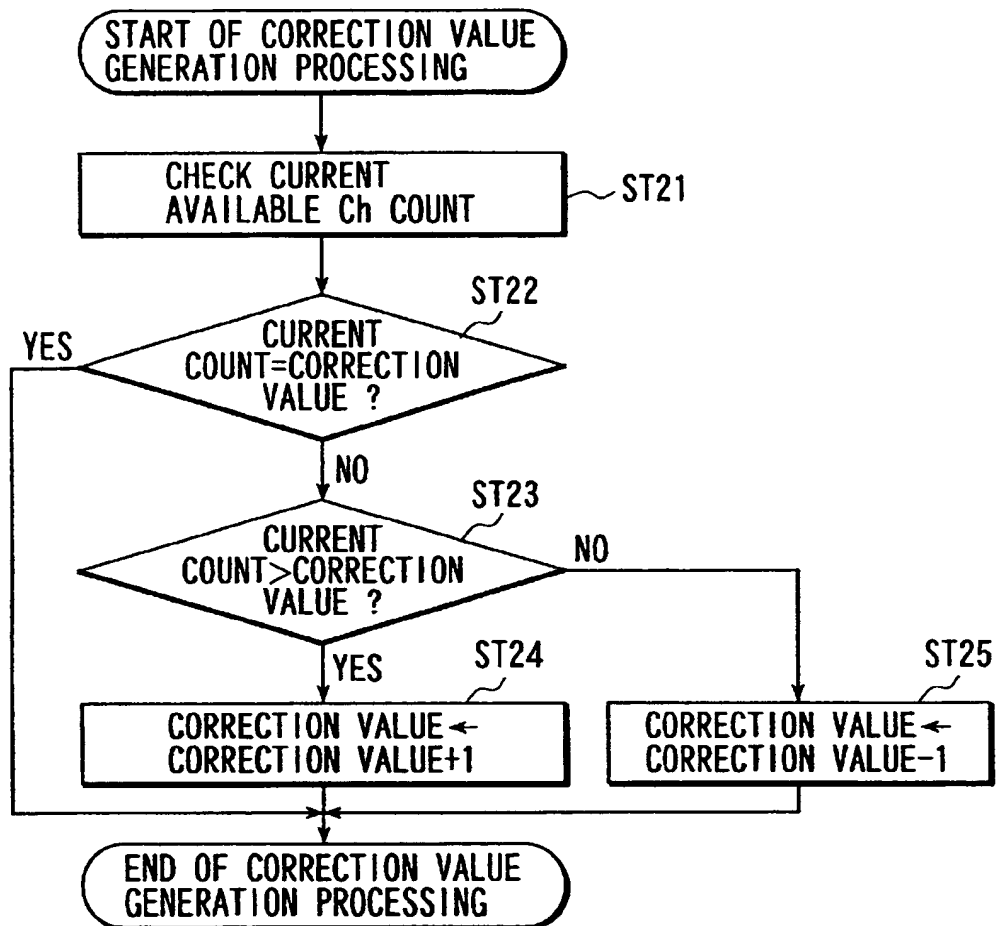 START OF CORRECTION VALUE
GENERATION PROCESSING
CHECK CURRENT
AVAILABLE Ch COUNT
ST21
ST22
CURRENT
COUNT=CORRECTION
VALUE ?
YES
NO
ST23
CURRENT
COUNT>CORRECTION
VALUE ?
NO
YES
ST24
CORRECTION VALUE←
CORRECTION VALUE+1
ST25
CORRECTION VALUE←
CORRECTION VALUE-1
END OF CORRECTION VALUE
GENERATION PROCESSING